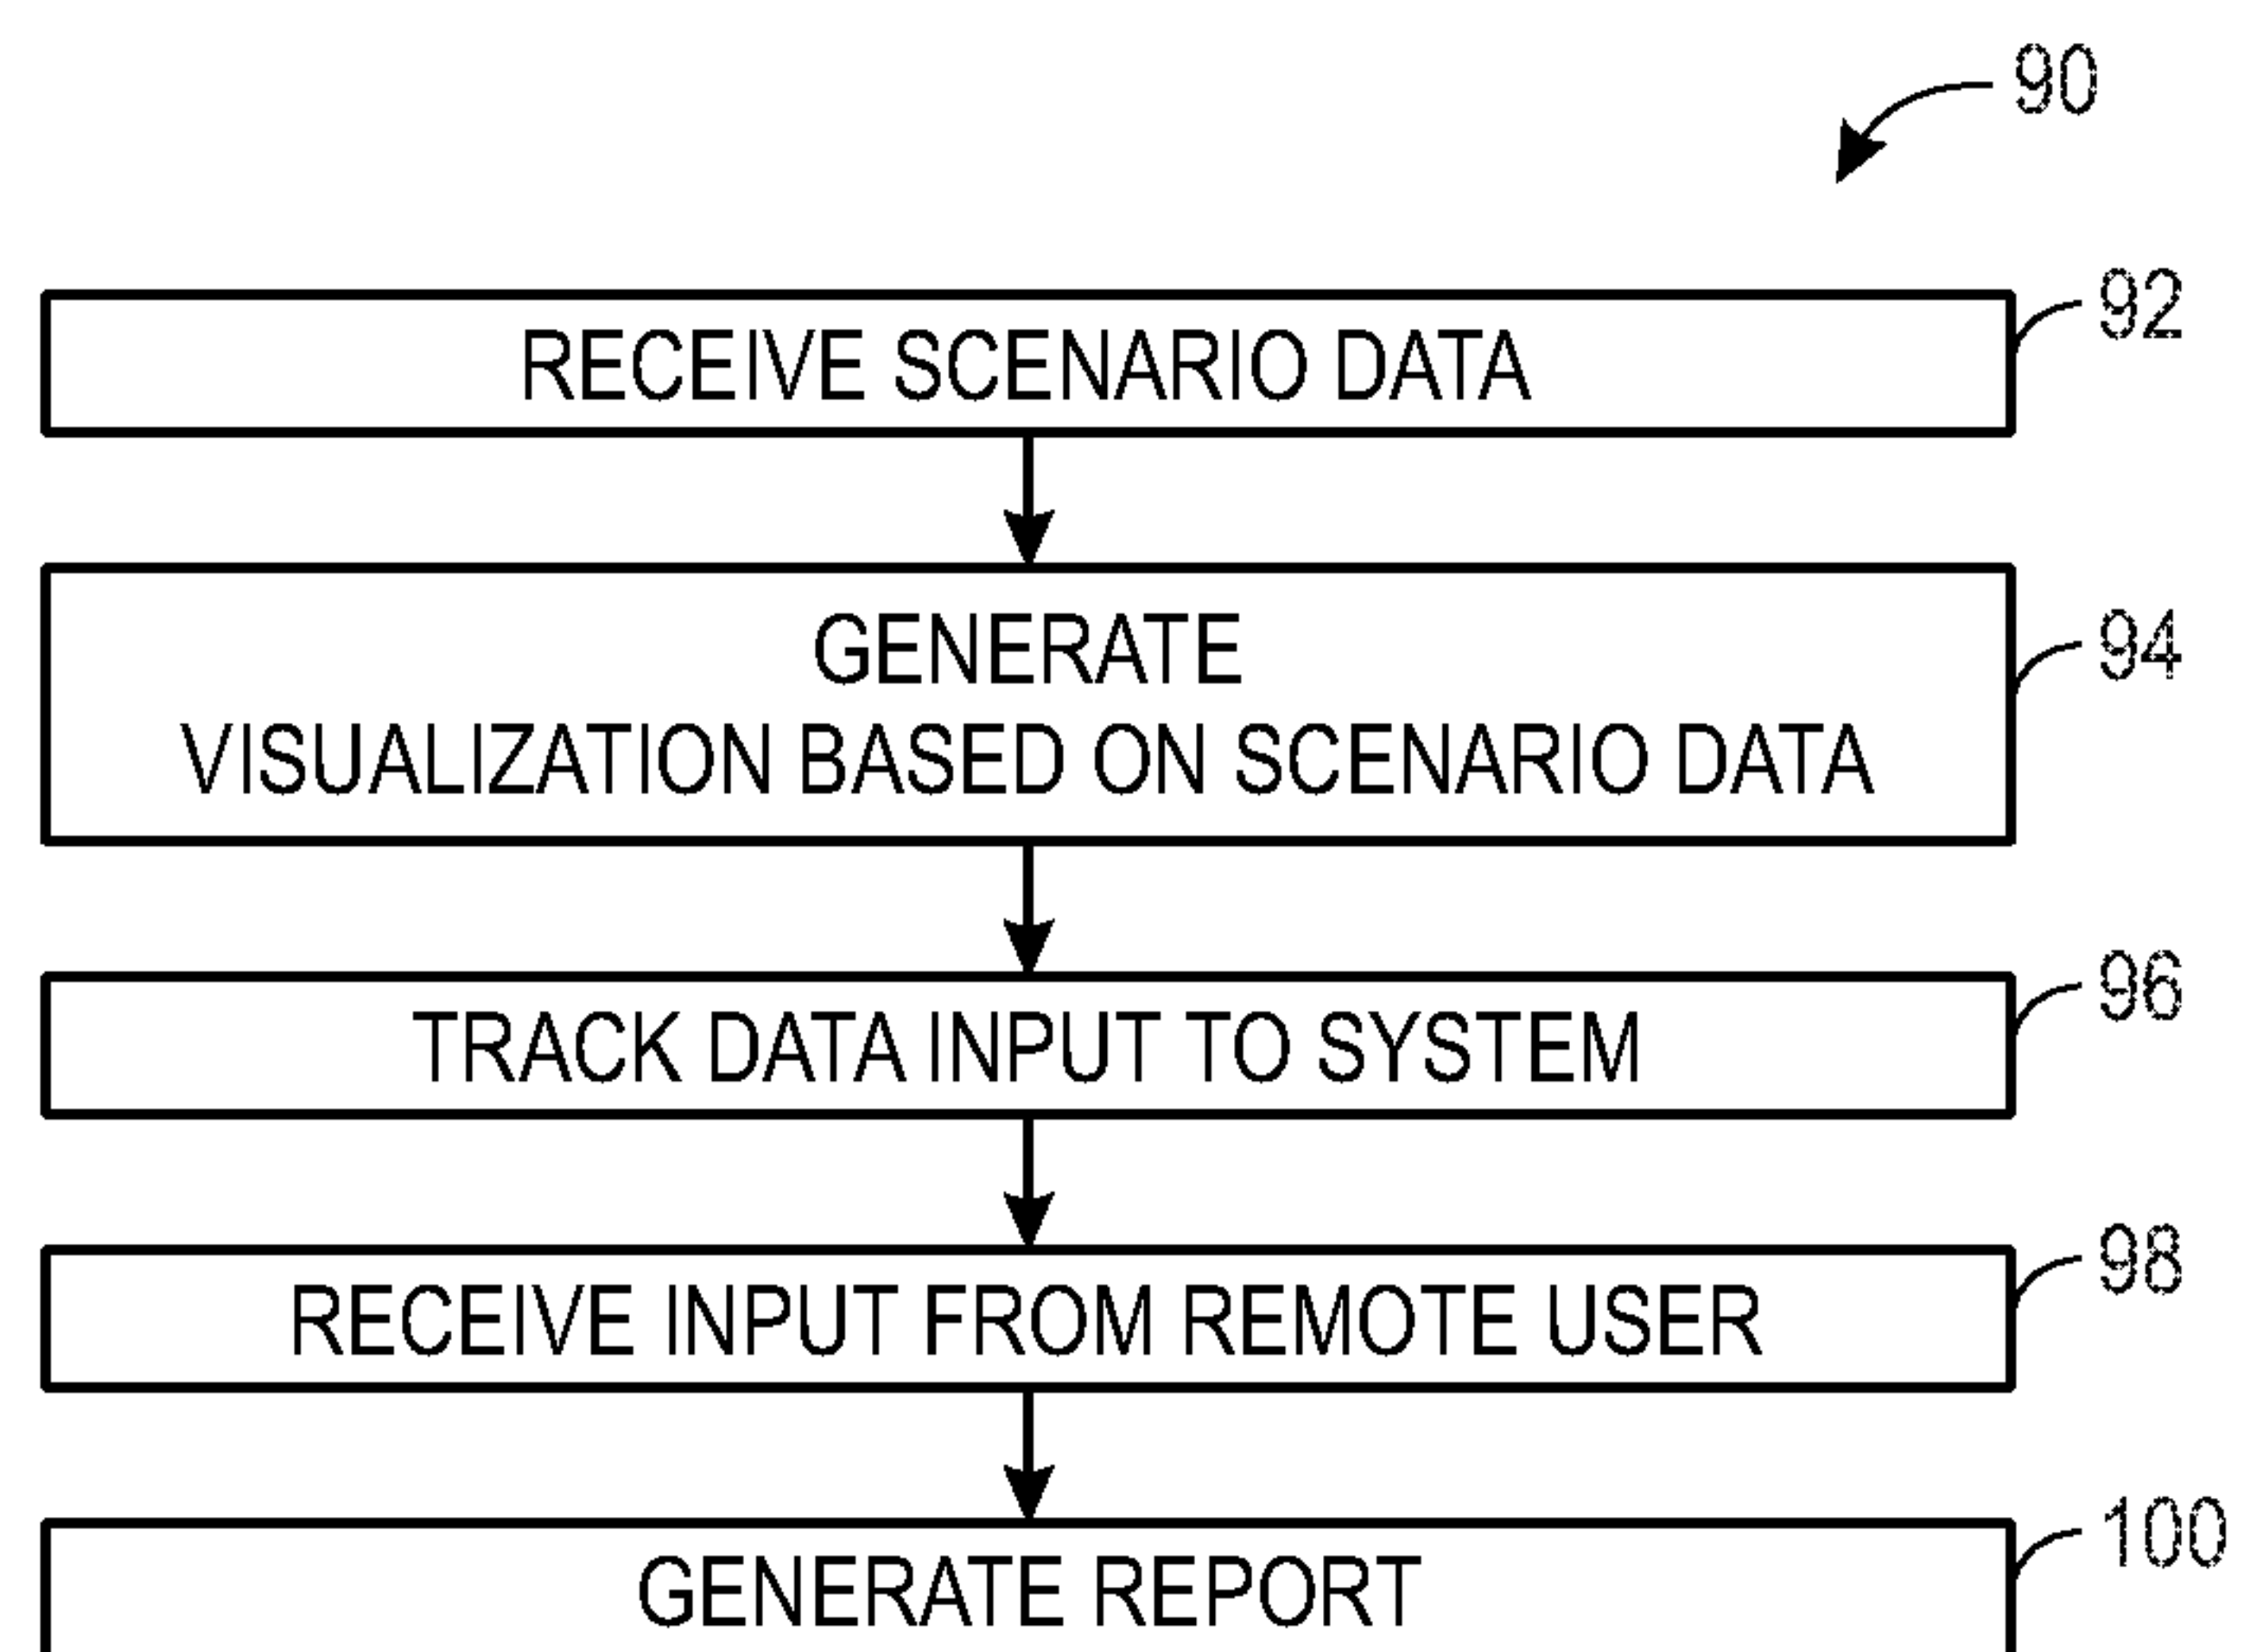 90
RECEIVE SCENARIO DATA
92
GENERATE
VISUALIZATION BASED ON SCENARIO DATA
94
TRACK DATA INPUT TO SYSTEM
96
RECEIVE INPUT FROM REMOTE USER
98
GENERATE REPORT
100